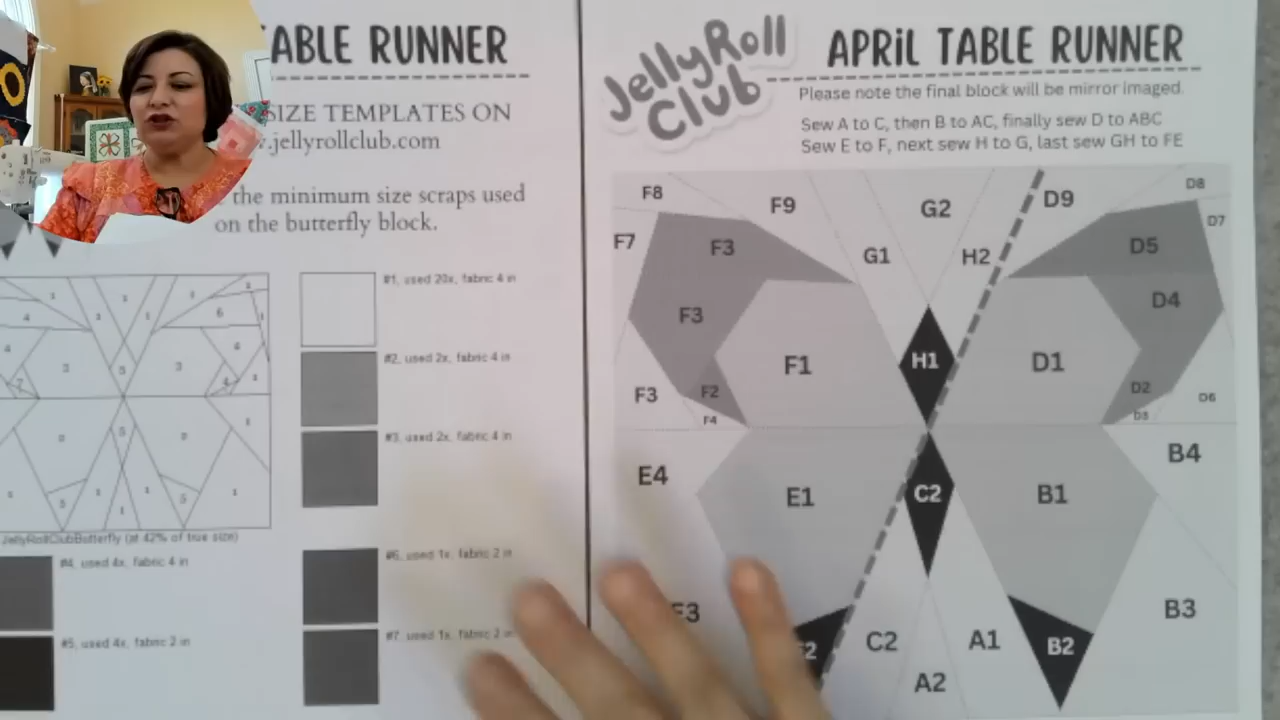 ABLE RUNNER
SIZE TEMPLATES ON
.jellyrollclub.com
the minimum size scraps used
on the butterfly block.
#1, used 20x, fabric 4 in
#2, used 2x, fabric 4 in
#3, used 2x, fabric 4 in
JellyRollClubButterfly (at 42% of true size)
#4, used 4x, fabric 4 in
#5, used 4x, fabric 2 in
#6, used 1x, fabric 2 in
#7, used 1x, fabric 2 in
Jelly Roll
Club
APRIL TABLE RUNNER
Please note the final block will be mirror imaged.
Sew A to C, then B to AC, finally sew D to ABC
Sew E to F, next sew H to G, last sew GH to FE
F8
F9
G2
D9
D8
F7
F3
G1
H2
D5
D7
F3
D4
F1
H1
D1
F3
F2
D2
D6
F4
D3
E4
E1
C2
B1
B4
C2
A1
B2
B3
A2